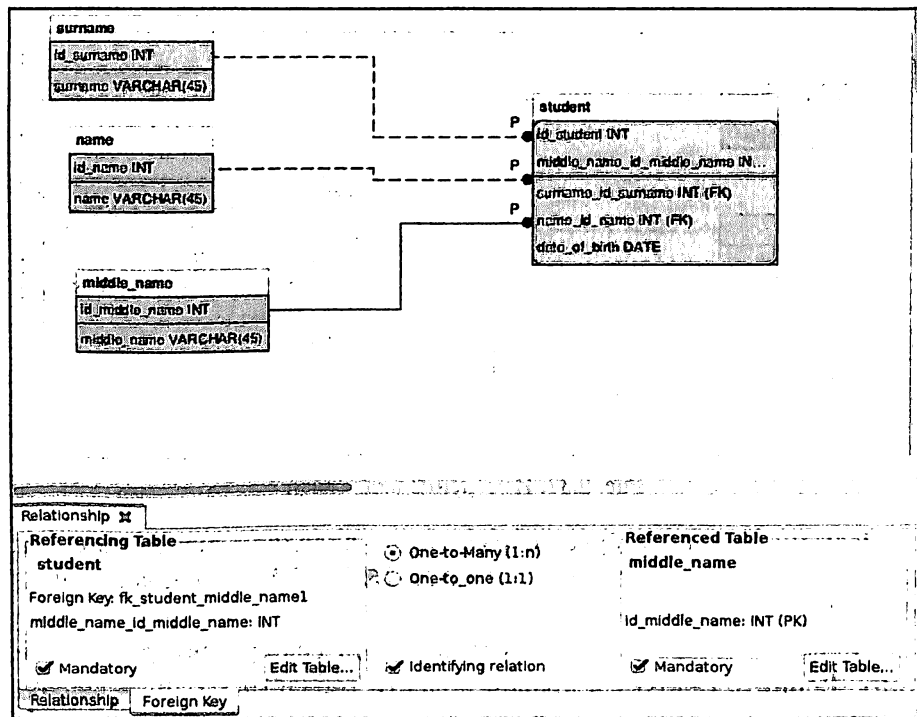 surname
id_surname INT
surname VARCHAR(45)
name
id_name INT
name VARCHAR(45)
middle_name
id_middle_name INT
middle_name VARCHAR(45)
P
P
P
student
id_student INT
middle_name_id_middle_name IN...
surname_id_surname INT (FK)
name_id_name INT (FK)
date_of_birth DATE
Relationship
Referencing Table
student
Foreign Key: fk_student_middle_name1
middle_name_id_middle_name: INT
Mandatory
Edit Table...
One-to-Many (1:n)
One-to_one (1:1)
Identifying relation
Referenced Table
middle_name
id_middle_name: INT (PK)
Mandatory
Edit Table...
Relationship
Foreign Key